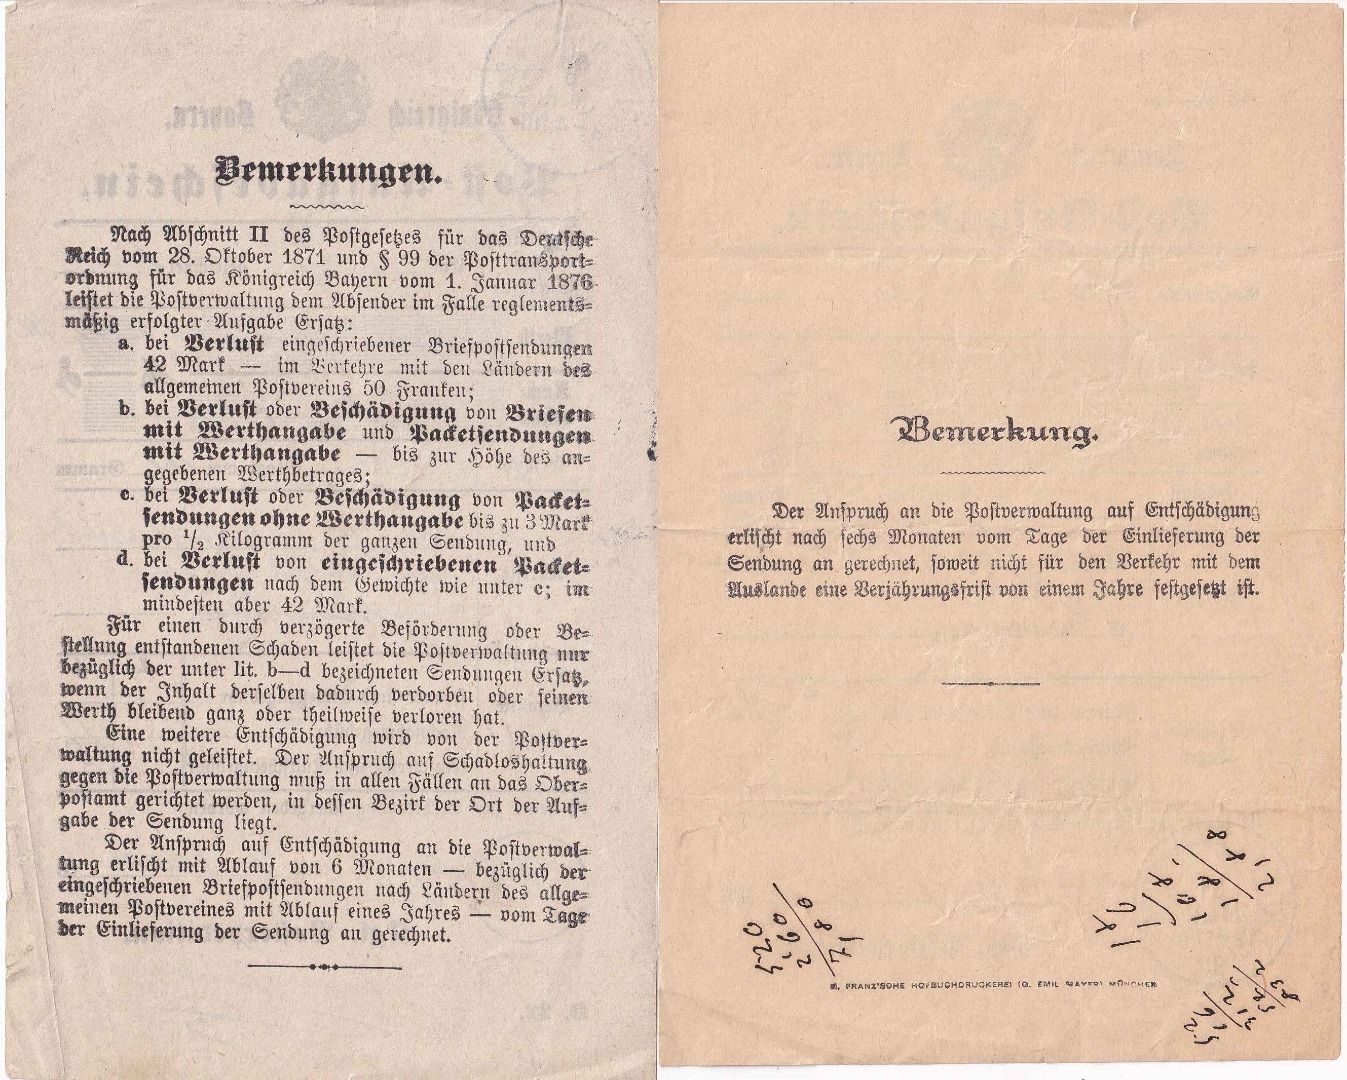 Bemerkungen.
Nach Abschnitt II des Postgesetzes für das Deutsche
Reich vom 28. Oktober 1871 und § 99 der Posttransport-
ordnung für das Königreich Bayern vom 1. Januar 1876
leistet die Postverwaltung dem Absender im Falle reglements-
mäßig erfolgter Aufgabe Ersatz:
a. bei Verlust eingeschriebener Briefpostsendungen
42 Mark — im Verkehre mit den Ländern des
allgemeinen Postvereins 50 Franken;
b. bei Verlust oder Beschädigung von Briefen
mit Werthangabe und Packetsendungen
mit Werthangabe — bis zur Höhe des an-
gegebenen Werthbetrages;
c. bei Verlust oder Beschädigung von Packet-
sendungen ohne Werthangabe bis zu 3 Mark
pro 1/2 Kilogramm der ganzen Sendung, und
d. bei Verlust von eingeschriebenen Packet-
sendungen nach dem Gewichte wie unter c; im
mindesten aber 42 Mark.
Für einen durch verzögerte Beförderung oder Be-
stellung entstandenen Schaden leistet die Postverwaltung nur
bezüglich der unter lit. b—d bezeichneten Sendungen Ersatz,
wenn der Inhalt derselben dadurch verdorben oder seinen
Werth bleibend ganz oder theilweise verloren hat.
Eine weitere Entschädigung wird von der Postver-
waltung nicht geleistet. Der Anspruch auf Schadloshaltung
gegen die Postverwaltung muß in allen Fällen an das Ober-
postamt gerichtet werden, in dessen Bezirk der Ort der Auf-
gabe der Sendung liegt.
Der Anspruch auf Entschädigung an die Postverwal-
tung erlischt mit Ablauf von 6 Monaten — bezüglich der
eingeschriebenen Briefpostsendungen nach Ländern des allge-
meinen Postvereines mit Ablauf eines Jahres — vom Tage
der Einlieferung der Sendung an gerechnet.
Bemerkung.
Der Anspruch an die Postverwaltung auf Entschädigung
erlischt nach sechs Monaten vom Tage der Einlieferung der
Sendung an gerechnet, soweit nicht für den Verkehr mit dem
Auslande eine Verjährungsfrist von einem Jahre festgesetzt ist.
FRANZ'SCHE HOFBUCHDRUCKEREI (G. EMIL MAYER) MÜNCHEN